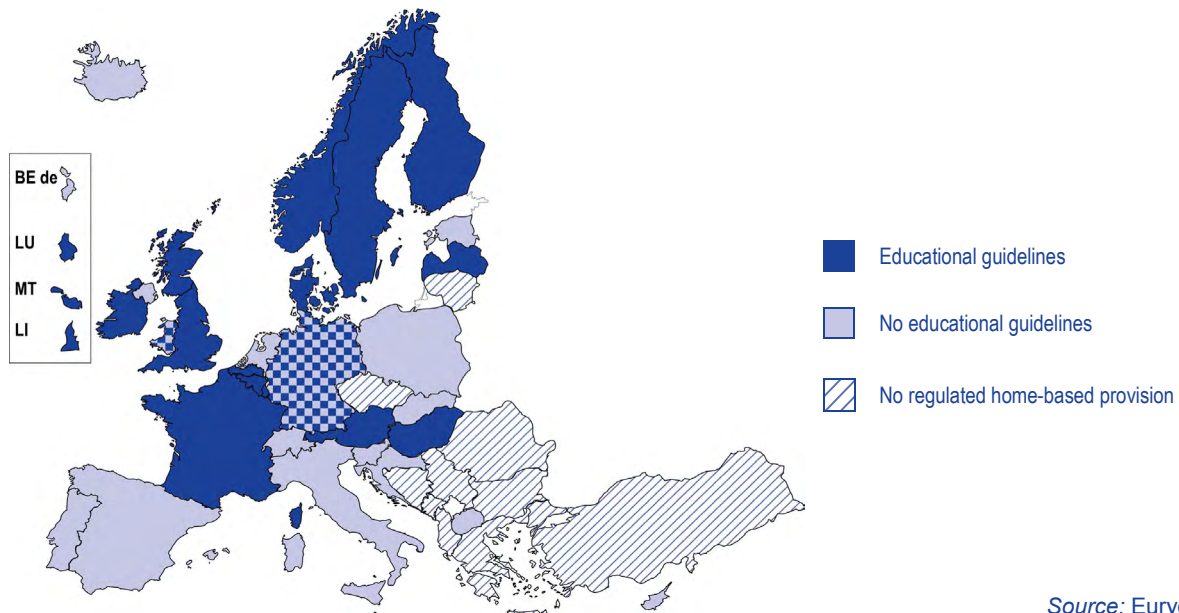 BE de
LU
MT
LI
Educational guidelines
No educational guidelines
No regulated home-based provision
Source: